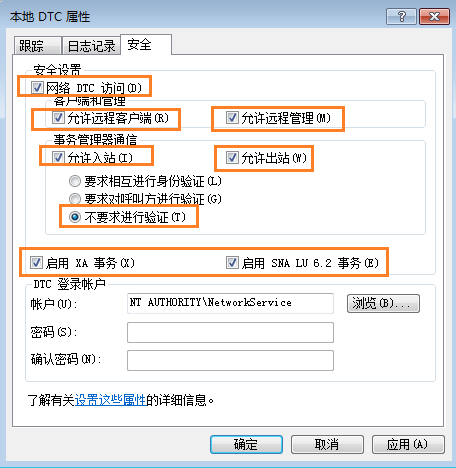 本地 DTC 属性
跟踪 日志记录 安全
安全设置
网络 DTC 访问(D)
客户端和管理
允许远程客户端(R) 允许远程管理(M)
事务管理器通信
允许入站(I) 允许出站(W)
要求相互进行身份验证(L)
要求对呼叫方进行验证(G)
不要求进行验证(T)
启用 XA 事务(X) 启用 SNA LU 6.2 事务(E)
DTC 登录帐户
帐户(U): NT AUTHORITY\NetworkService 浏览(B)...
密码(S):
确认密码(N):
了解有关设置这些属性的详细信息。
确定 取消 应用(A)